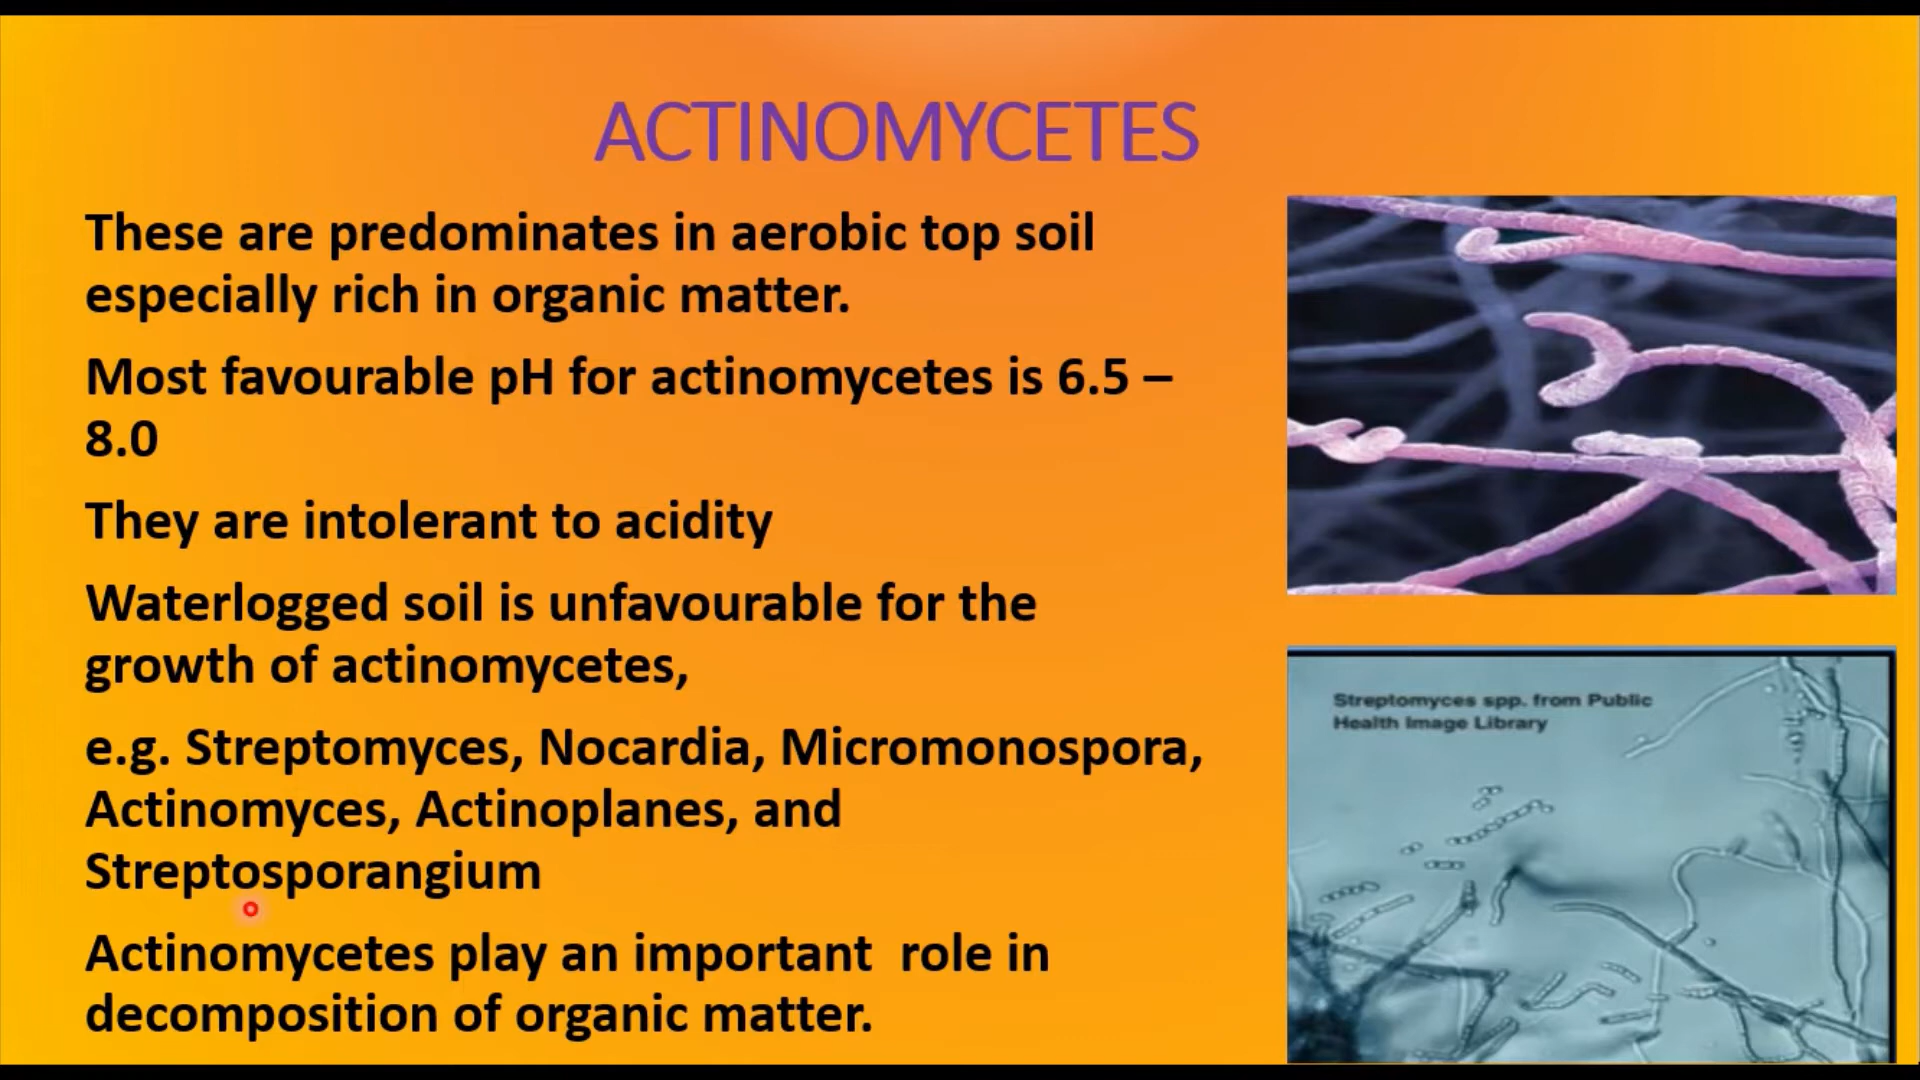 ACTINOMYCETES
These are predominates in aerobic top soil
especially rich in organic matter.
Most favourable pH for actinomycetes is 6.5 –
8.0
They are intolerant to acidity
Waterlogged soil is unfavourable for the
growth of actinomycetes,
e.g. Streptomyces, Nocardia, Micromonospora,
Actinomyces, Actinoplanes, and
Streptosporangium
Actinomycetes play an important  role in
decomposition of organic matter.
Streptomyces spp. from Public
Health Image Library